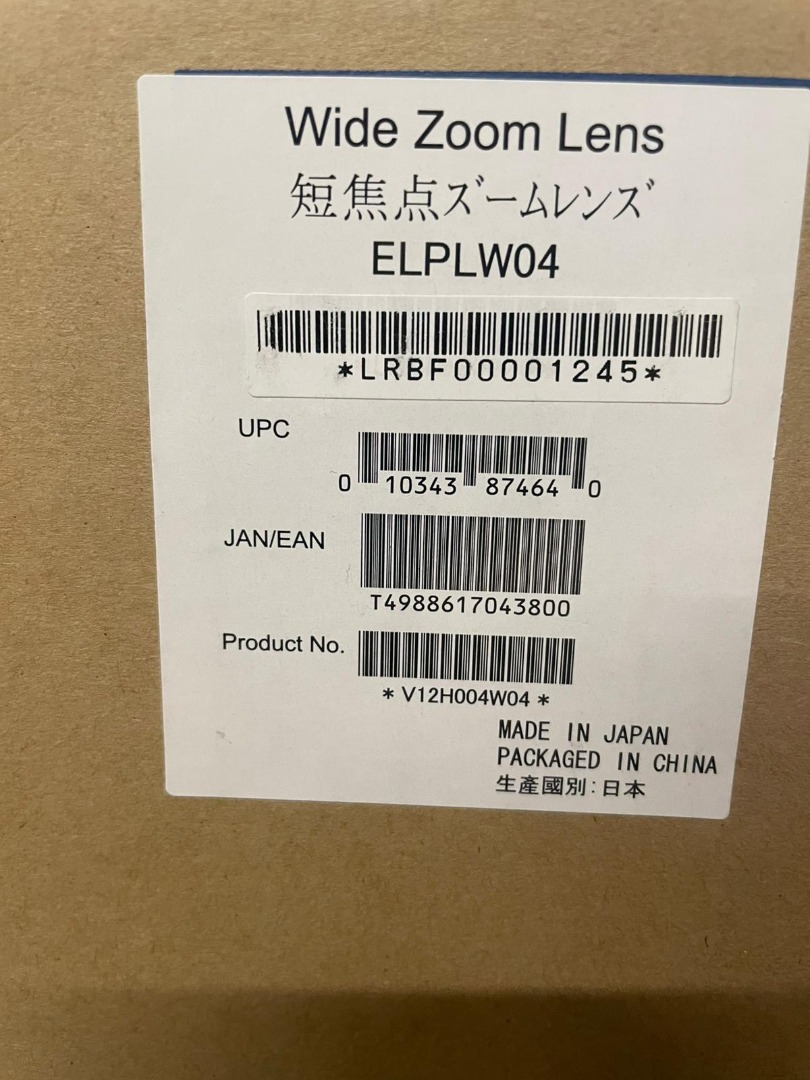 Wide Zoom Lens
短焦点ズームレンズ
ELPLW04
*LRBF00001245*
UPC
0 10343 87464 0
JAN/EAN
T4988617043800
Product No.
*V12H004W04*
MADE IN JAPAN
PACKAGED IN CHINA
生產國別:日本